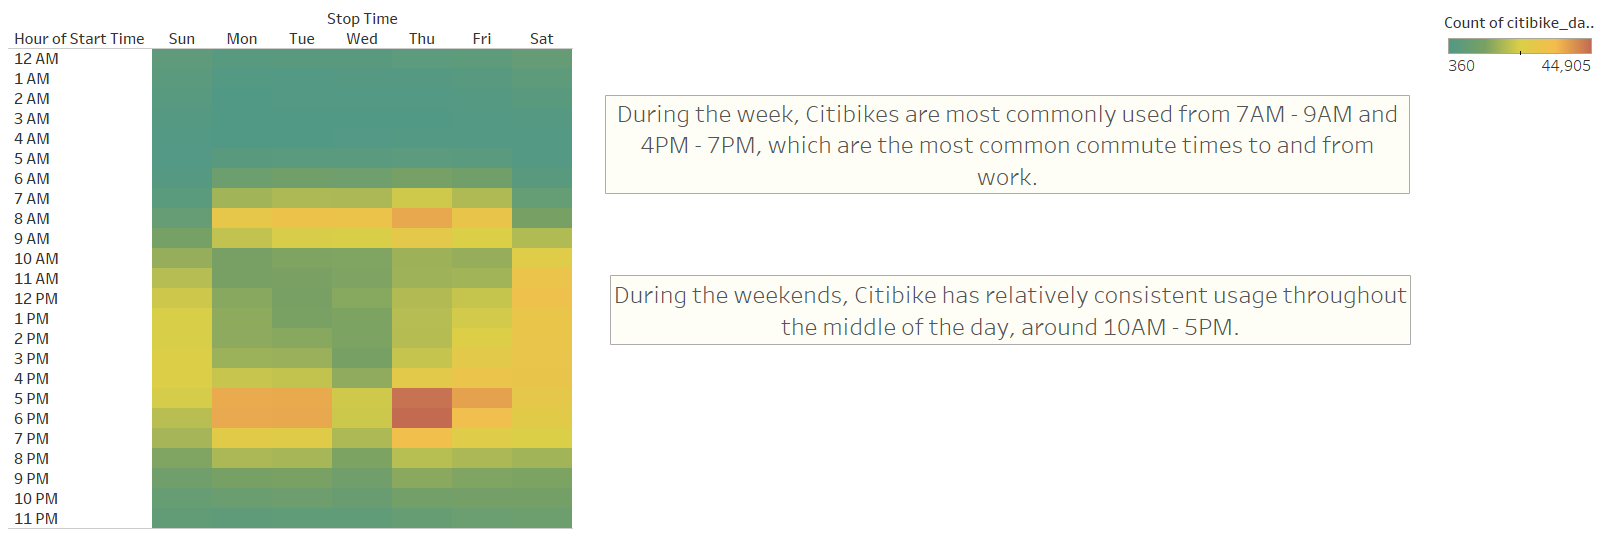 Stop Time
Hour of Start Time Sun Mon Tue Wed Thu Fri Sat
12 AM
1 AM
2 AM
3 AM
4 AM
5 AM
6 AM
7 AM
8 AM
9 AM
10 AM
11 AM
12 PM
1 PM
2 PM
3 PM
4 PM
5 PM
6 PM
7 PM
8 PM
9 PM
10 PM
11 PM
During the week, Citibikes are most commonly used from 7AM - 9AM and
4PM - 7PM, which are the most common commute times to and from
work.
During the weekends, Citibike has relatively consistent usage throughout
the middle of the day, around 10AM - 5PM.
Count of citibike_da..
360 44,905